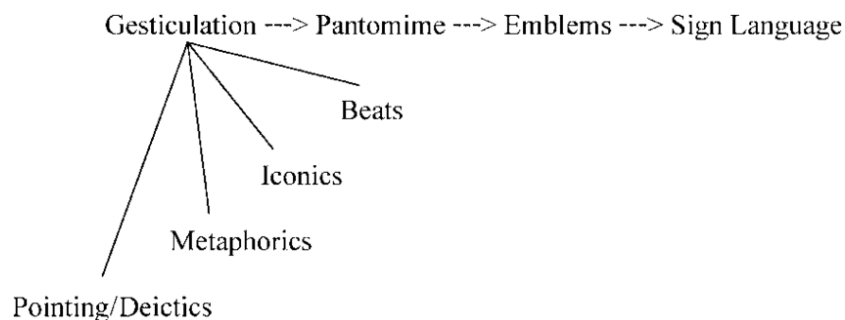 Gesticulation ---> Pantomime ---> Emblems ---> Sign Language
Beats
Iconics
Metaphorics
Pointing/Deictics